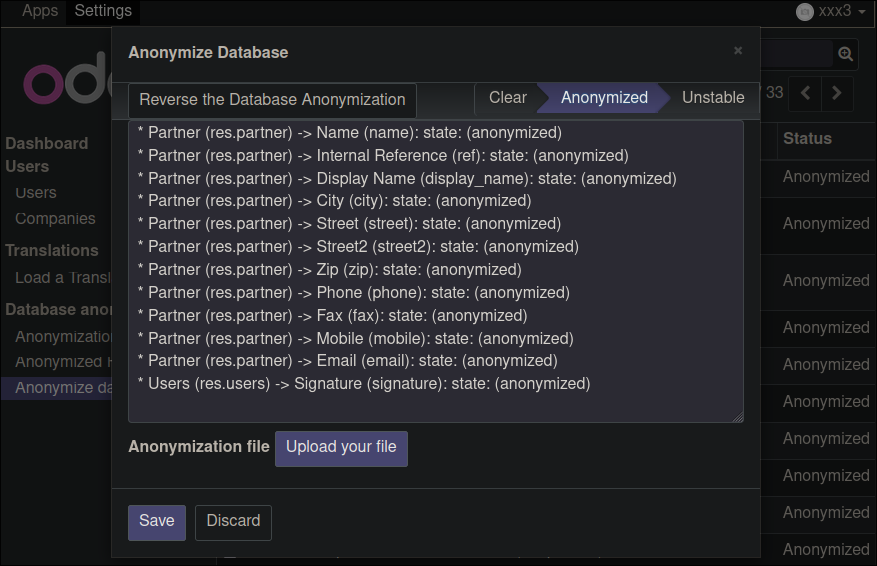 Apps Settings xxx3
Anonymize Database ×
Reverse the Database Anonymization Clear Anonymized Unstable
/ 33
* Partner (res.partner) -> Name (name): state: (anonymized)
* Partner (res.partner) -> Internal Reference (ref): state: (anonymized)
* Partner (res.partner) -> Display Name (display_name): state: (anonymized)
* Partner (res.partner) -> City (city): state: (anonymized)
* Partner (res.partner) -> Street (street): state: (anonymized)
* Partner (res.partner) -> Street2 (street2): state: (anonymized)
* Partner (res.partner) -> Zip (zip): state: (anonymized)
* Partner (res.partner) -> Phone (phone): state: (anonymized)
* Partner (res.partner) -> Fax (fax): state: (anonymized)
* Partner (res.partner) -> Mobile (mobile): state: (anonymized)
* Partner (res.partner) -> Email (email): state: (anonymized)
* Users (res.users) -> Signature (signature): state: (anonymized)
Anonymization file Upload your file
Save Discard
od
Dashboard
Users
Users
Companies
Translations
Load a Transl
Database anor
Anonymization
Anonymized
Anonymize da
Status
Anonymized
Anonymized
Anonymized
Anonymized
Anonymized
Anonymized
Anonymized
Anonymized
Anonymized
Anonymized